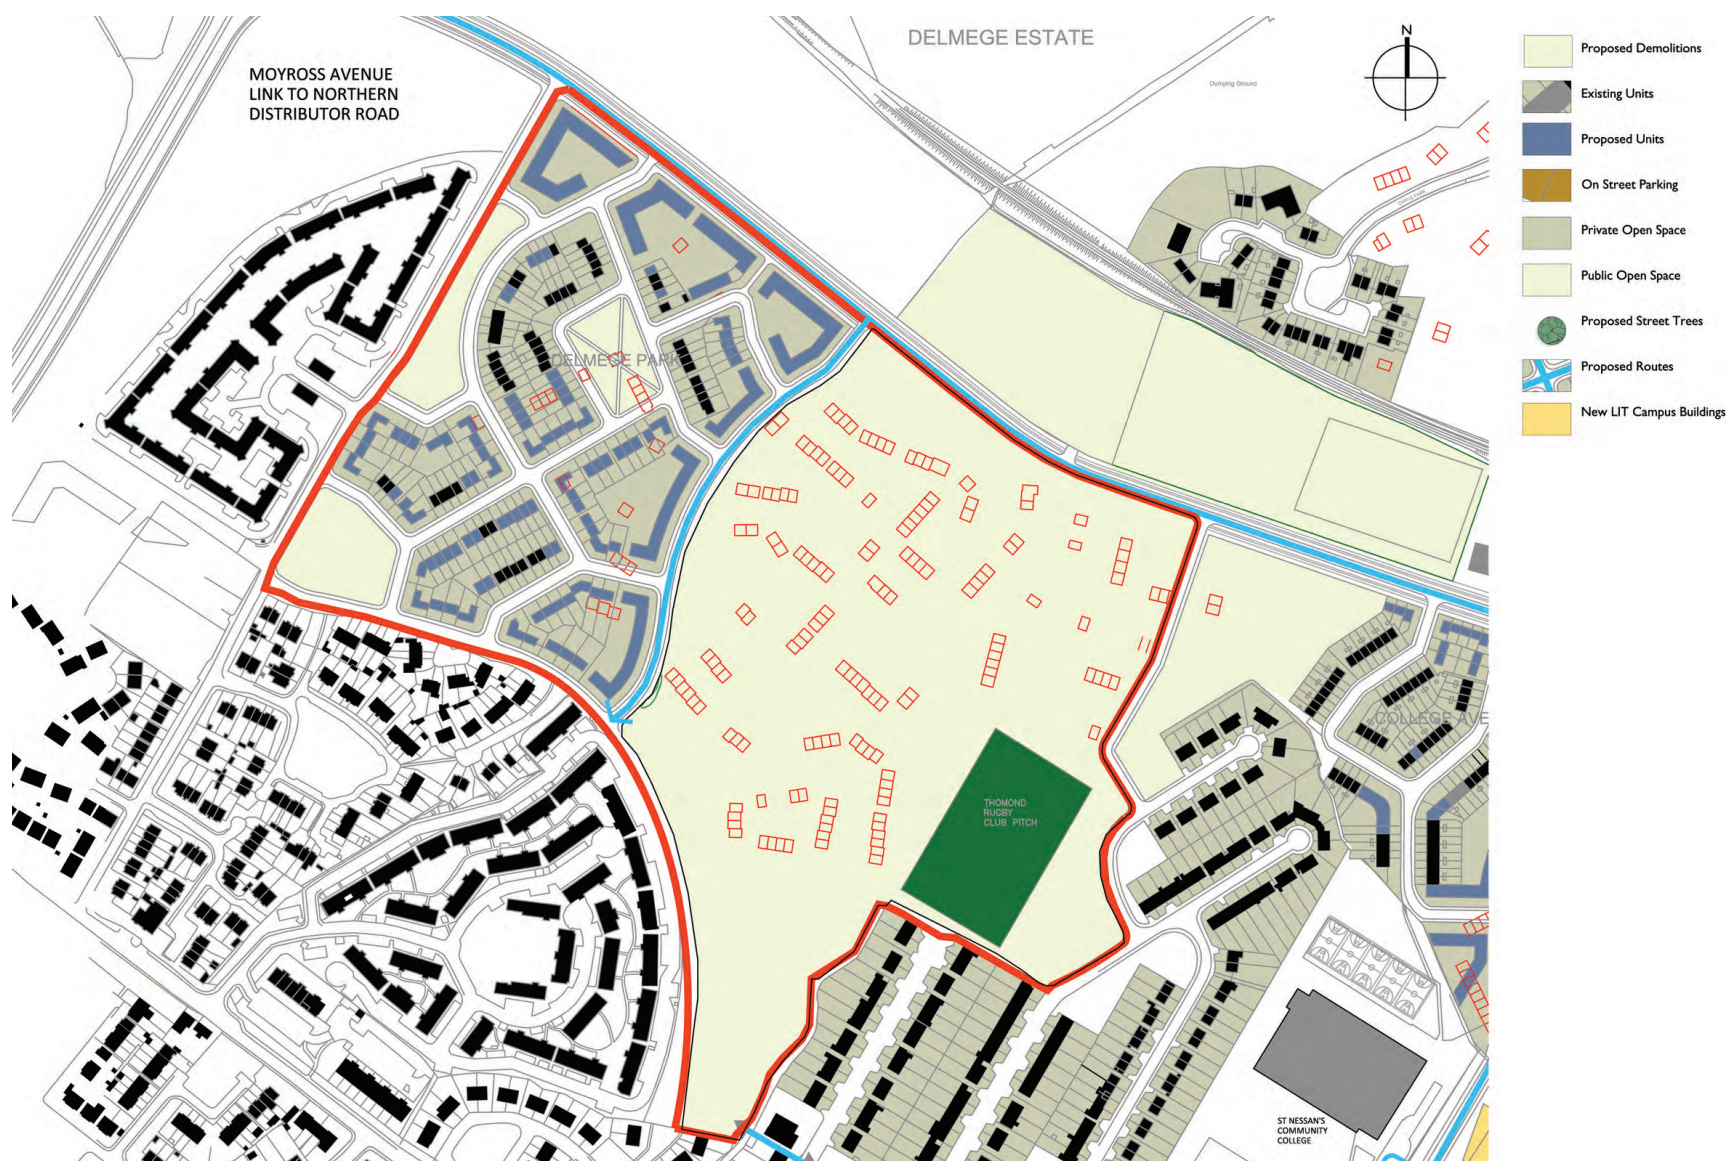 DELMEGE ESTATE
N
MOYROSS AVENUE
LINK TO NORTHERN
DISTRIBUTOR ROAD
Dumping Ground
DELMEGE PARK
COLLEGE AVE
THOMOND
RUGBY
CLUB PITCH
ST NESSAN'S
COMMUNITY
COLLEGE
Proposed Demolitions
Existing Units
Proposed Units
On Street Parking
Private Open Space
Public Open Space
Proposed Street Trees
Proposed Routes
New LIT Campus Buildings